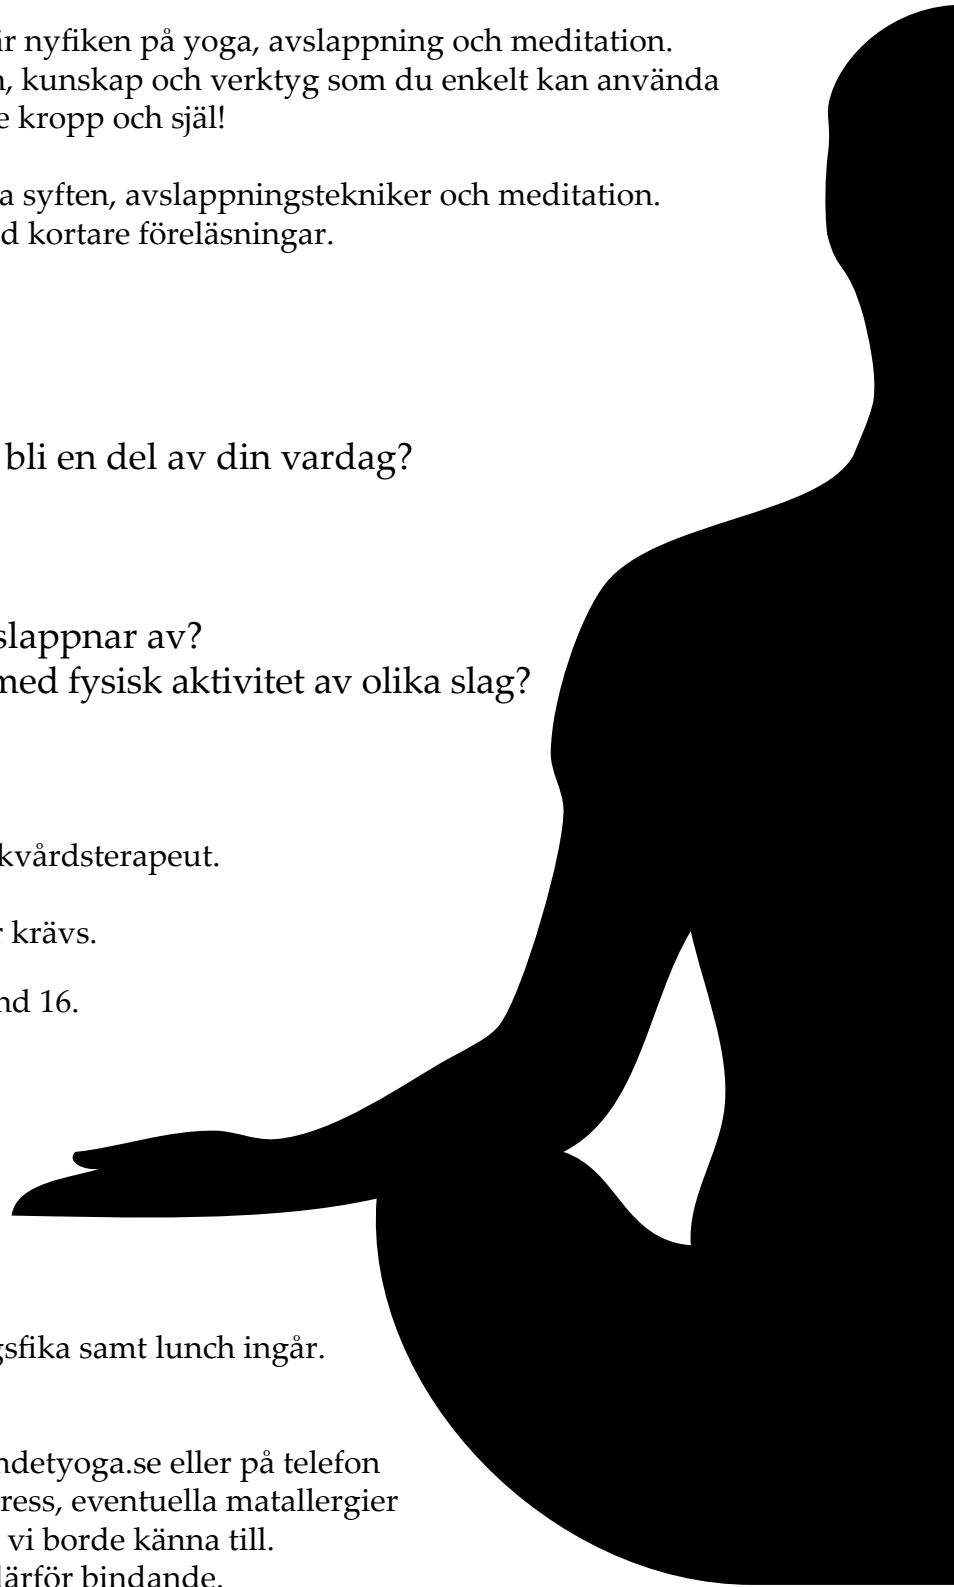 är nyfiken på yoga, avslappning och meditation.
kunskap och verktyg som du enkelt kan använda
kropp och själ!
syften, avslappningstekniker och meditation.
kortare föreläsningar.
bli en del av din vardag?
slappnar av?
med fysisk aktivitet av olika slag?
kvårdsterapeut.
krävs.
nd 16.
gsfika samt lunch ingår.
ndetyoga.se eller på telefon
ress, eventuella matallergier
vi borde känna till.
därför bindande.